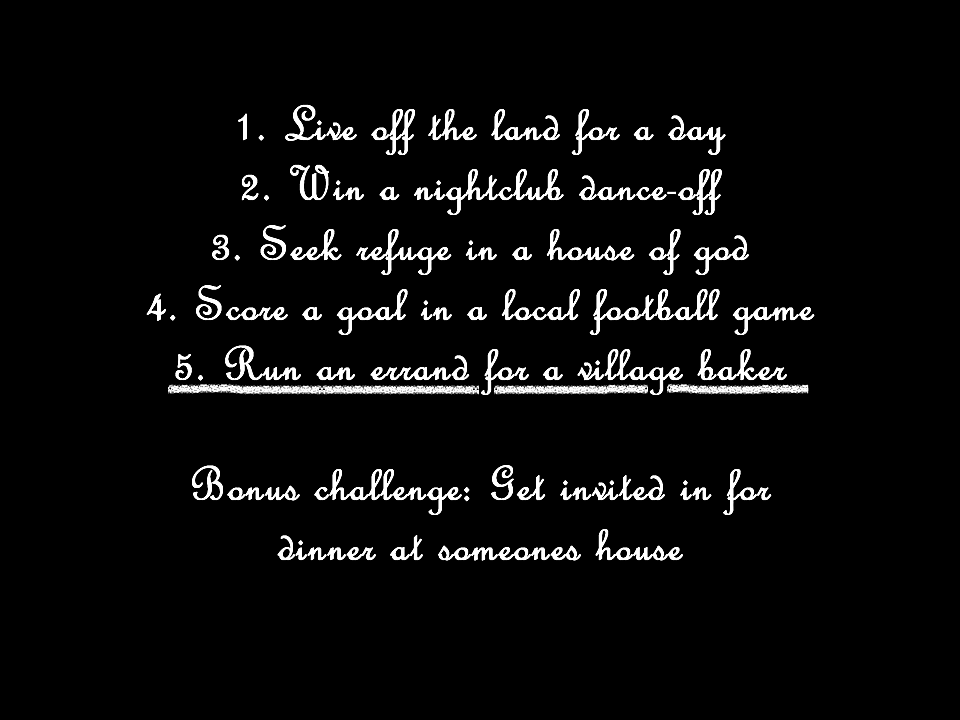 1. Live off the land for a day
2. Win a nightclub dance-off
3. Seek refuge in a house of god
4. Score a goal in a local football game
5. Run an errand for a village baker
Bonus challenge: Get invited in for
dinner at someones house